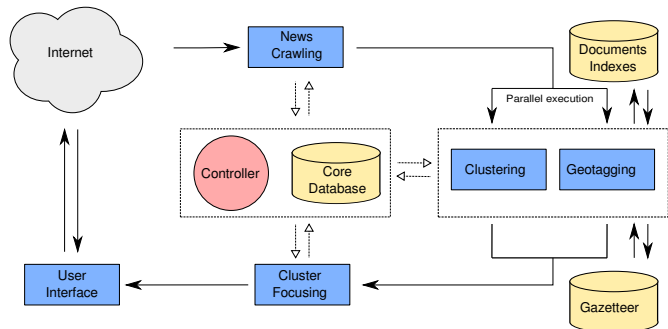 Internet
News
Crawling
Documents
Indexes
Parallel execution
Controller
Core
Database
Clustering
Geotagging
User
Interface
Cluster
Focusing
Gazetteer